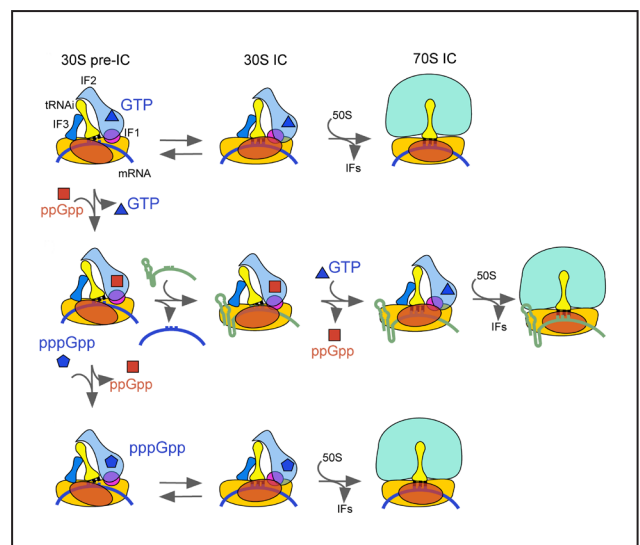 30S pre-IC
30S IC
70S IC
IF2
tRNAi
GTP
IF3
IF1
50S
IFs
mRNA
ppGpp
GTP
GTP
50S
IFs
ppGpp
pppGpp
ppGpp
pppGpp
50S
IFs